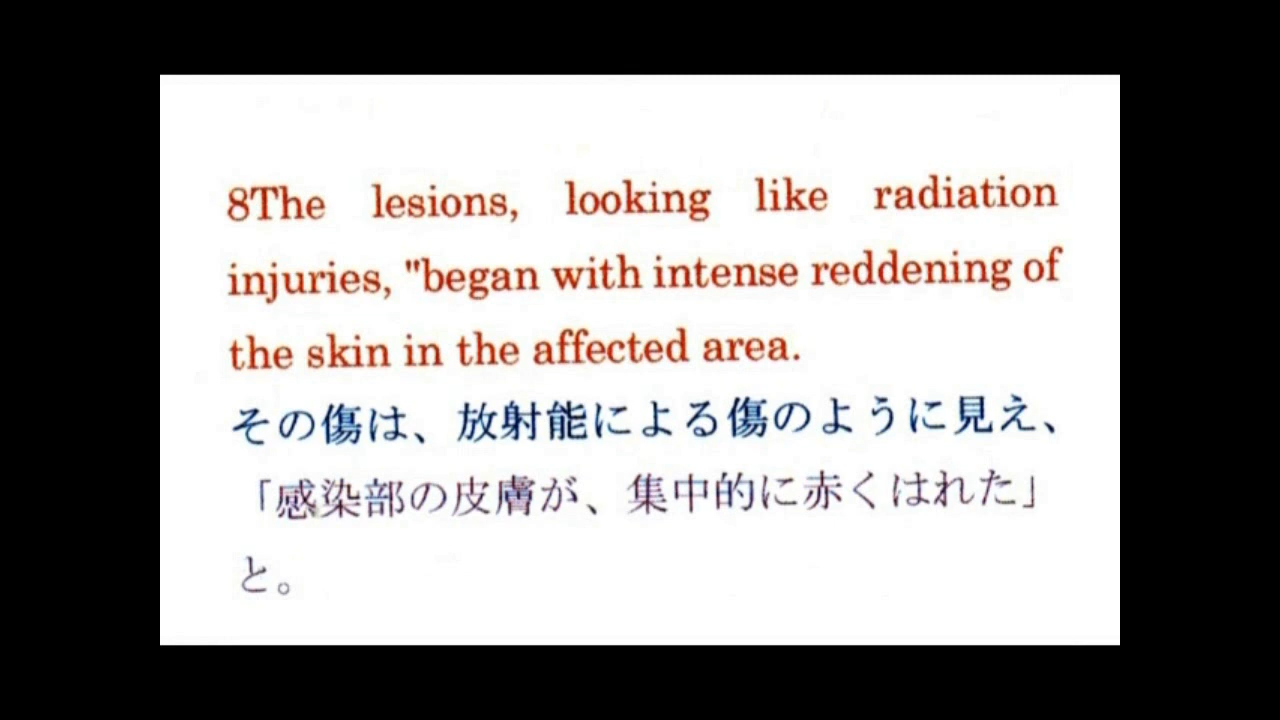 8The lesions, looking like radiation
injuries, "began with intense reddening of
the skin in the affected area.
その傷は、放射能による傷のように見え、
「感染部の皮膚が、集中的に赤くはれた」
と。